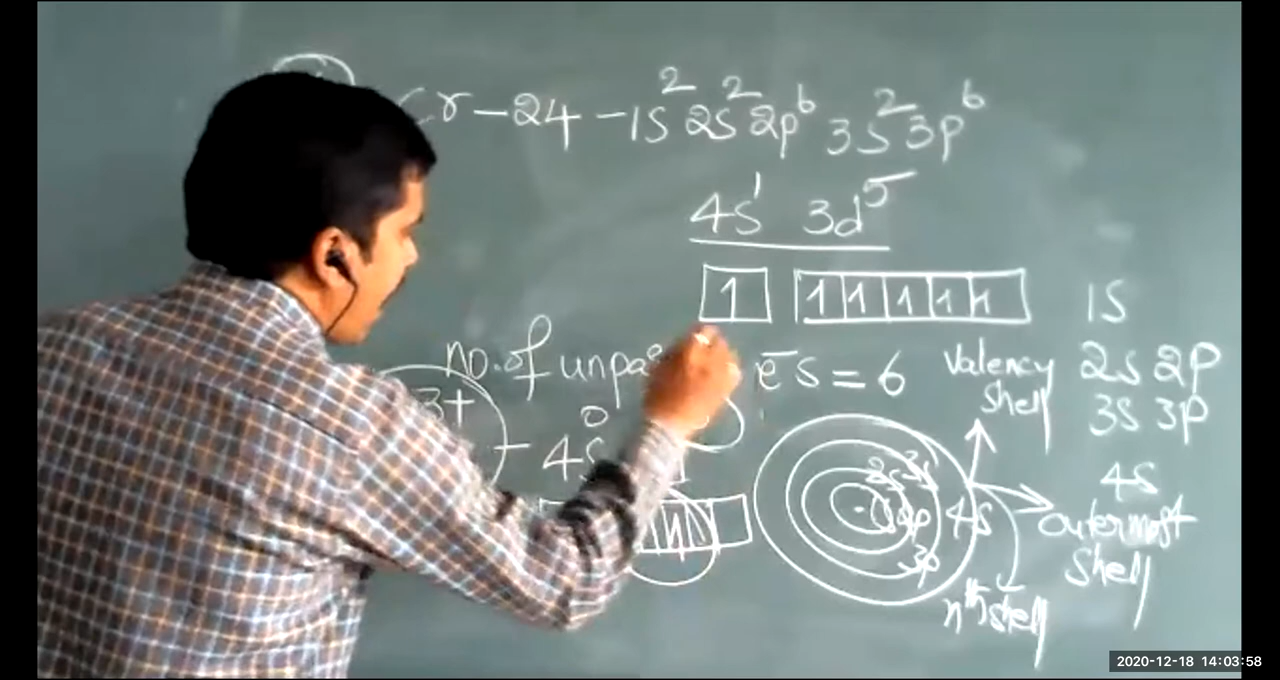 Cr - 24 - 1s² 2s² 2p⁶ 3s² 3p⁶
4s¹ 3d⁵
1 1 1 1 1 1
no. of ē s = 6
3+ - 4s⁰
1s
2s 2p
3s 3p
4s
Valency shell
2s 3s
2p 4s
3p
outermost shell
nth shell
2020-12-18 14:03:58